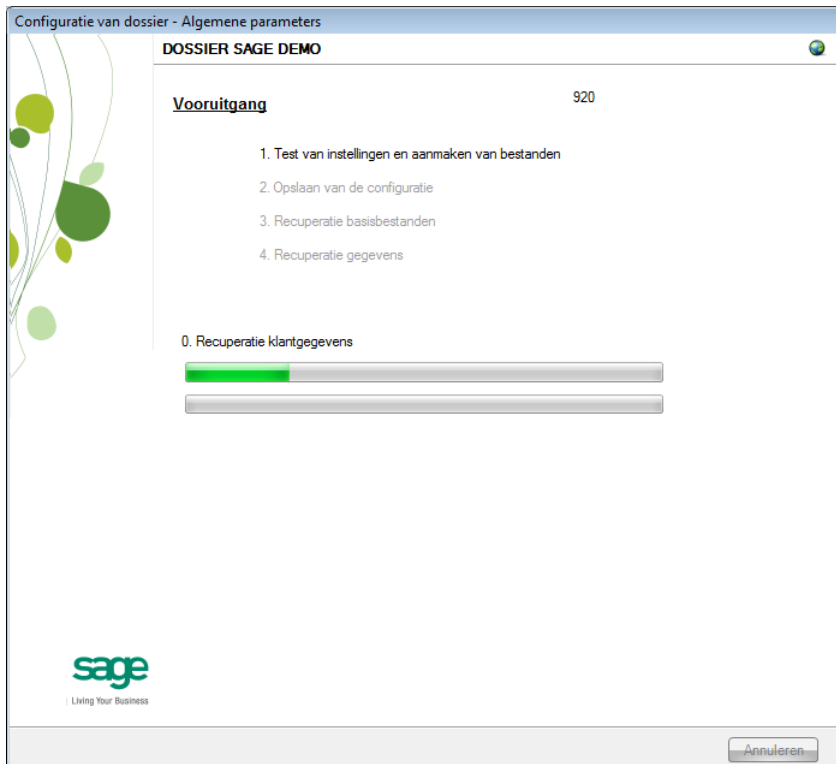 Configuratie van dossier - Algemene parameters
DOSSIER SAGE DEMO
Vooruitgang
920
1. Test van instellingen en aanmaken van bestanden
2. Opslaan van de configuratie
3. Recuperatie basisbestanden
4. Recuperatie gegevens
0. Recuperatie klantgegevens
sage
Living Your Business
Annuleren